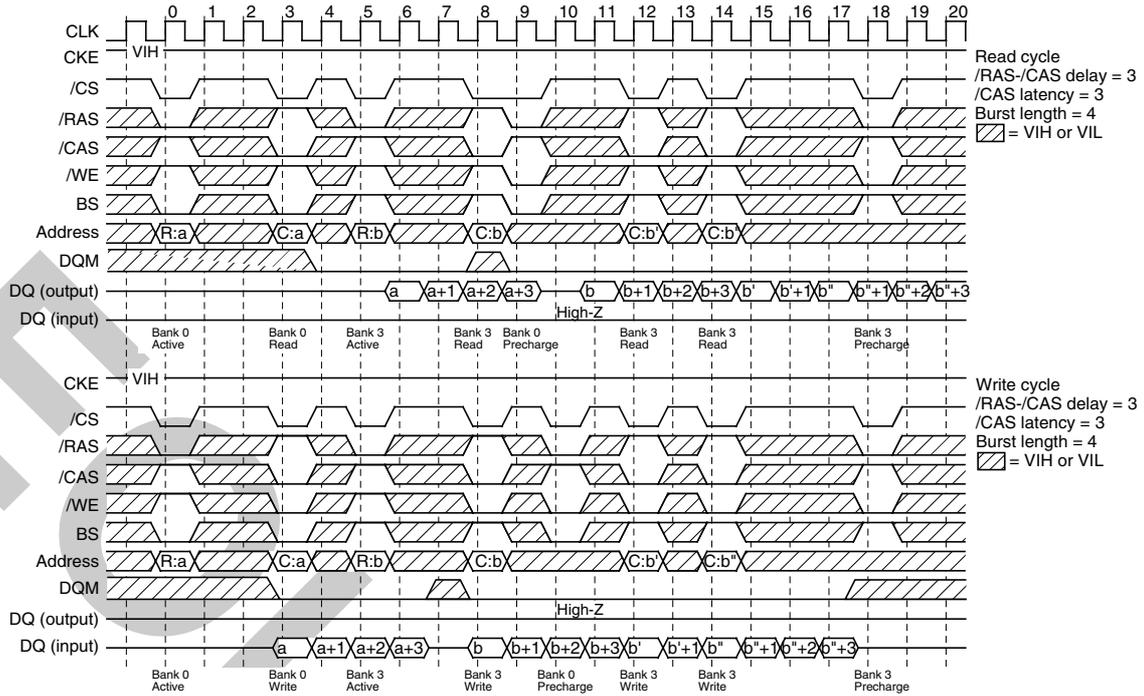 0 1 2 3 4 5 6 7 8 9 10 11 12 13 14 15 16 17 18 19 20
CLK
CKE VIH
/CS
/RAS
/CAS
/WE
BS
Address R:a C:a R:b C:b C:b' C:b"
DQM
DQ (output) a a+1 a+2 a+3 b b+1 b+2 b+3 b' b'+1 b" b"+1 b"+2 b"+3
High-Z
DQ (input)
Bank 0 Active
Bank 0 Read
Bank 3 Active
Bank 3 Read
Bank 0 Precharge
Bank 3 Read
Bank 3 Read
Bank 3 Precharge
Read cycle
/RAS-/CAS delay = 3
/CAS latency = 3
Burst length = 4
= VIH or VIL
CKE VIH
/CS
/RAS
/CAS
/WE
BS
Address R:a C:a R:b C:b C:b' C:b"
DQM
High-Z
DQ (output)
DQ (input) a a+1 a+2 a+3 b b+1 b+2 b+3 b' b'+1 b" b"+1 b"+2 b"+3
Bank 0 Active
Bank 0 Write
Bank 3 Active
Bank 3 Write
Bank 0 Precharge
Bank 3 Write
Bank 3 Write
Bank 3 Precharge
Write cycle
/RAS-/CAS delay = 3
/CAS latency = 3
Burst length = 4
= VIH or VIL